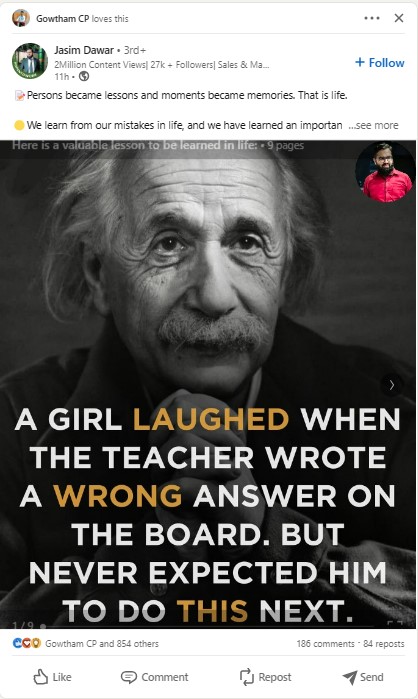 Gowtham CP loves this
Jasim Dawar • 3rd+
2Million Content Views| 27k + Followers| Sales & Ma...
11h •
+ Follow
Persons became lessons and moments became memories. That is life.
We learn from our mistakes in life, and we have learned an importan ...see more
Here is a valuable lesson to be learned in life: • 9 pages
A GIRL LAUGHED WHEN
THE TEACHER WROTE
A WRONG ANSWER ON
THE BOARD. BUT
NEVER EXPECTED HIM
TO DO THIS NEXT.
1/9
Gowtham CP and 854 others
186 comments · 84 reposts
Like
Comment
Repost
Send